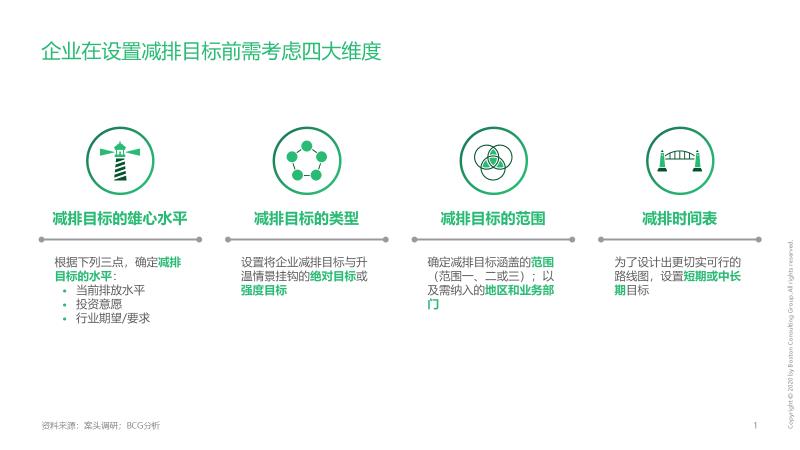 企业在设置减排目标前需考虑四大维度
减排目标的雄心水平
根据下列三点，确定减排
目标的水平：
• 当前排放水平
• 投资意愿
• 行业期望/要求
减排目标的类型
设置将企业减排目标与升
温情景挂钩的绝对目标或
强度目标
减排目标的范围
确定减排目标涵盖的范围
（范围一、二或三）；以
及需纳入的地区和业务部
门
减排时间表
为了设计出更切实可行的
路线图，设置短期或中长
期目标
资料来源：案头调研；BCG分析
1
Copyright © 2020 by Boston Consulting Group. All rights reserved.